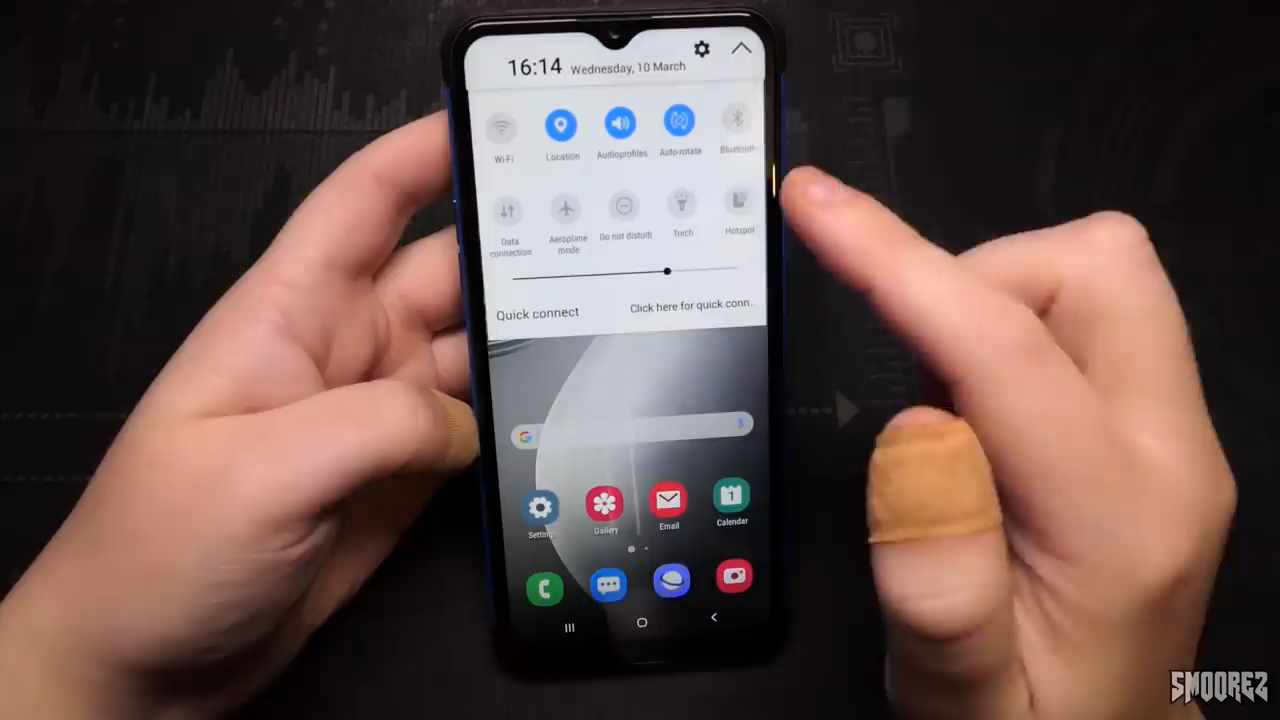 16:14 Wednesday, 10 March
Wi-Fi Location Audioprofiles Auto-rotate Bluetooth
Data connection Aeroplane mode Do not disturb Torch Hotspot
Quick connect Click here for quick conn..
G
Settings Gallery Email Calendar
1
SMOOREZ